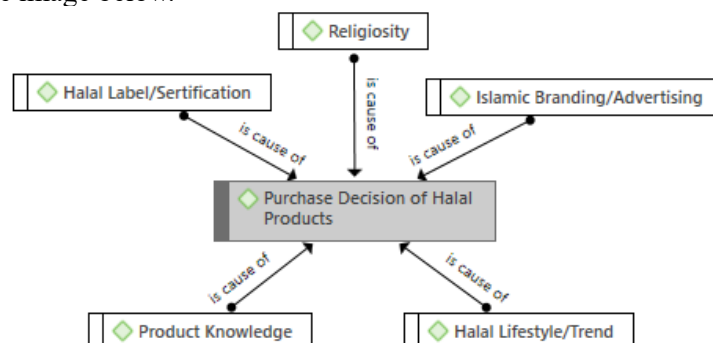 Religiosity
Halal Label/Sertification
Islamic Branding/Advertising
is cause of
is cause of
is cause of
Purchase Decision of Halal
Products
is cause of
is cause of
Product Knowledge
Halal Lifestyle/Trend